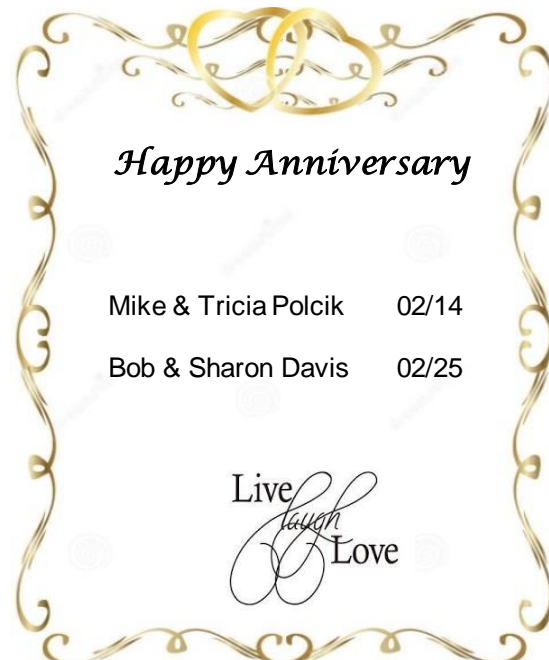 Happy Anniversary
Mike & Tricia Polcik 02/14
Bob & Sharon Davis 02/25
Live
laugh
Love